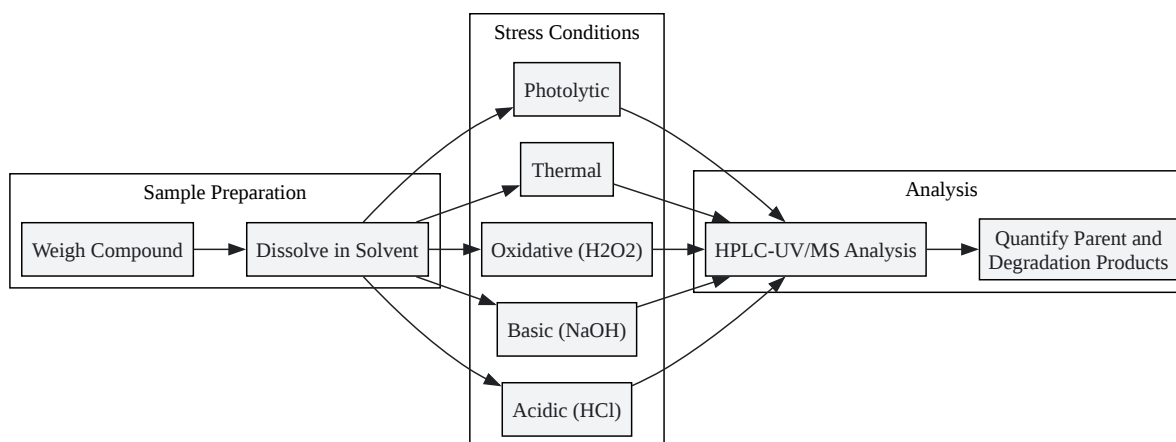 Sample Preparation
Weigh Compound
Dissolve in Solvent
Stress Conditions
Photolytic
Thermal
Oxidative (H2O2)
Basic (NaOH)
Acidic (HCl)
Analysis
HPLC-UV/MS Analysis
Quantify Parent and
Degradation Products